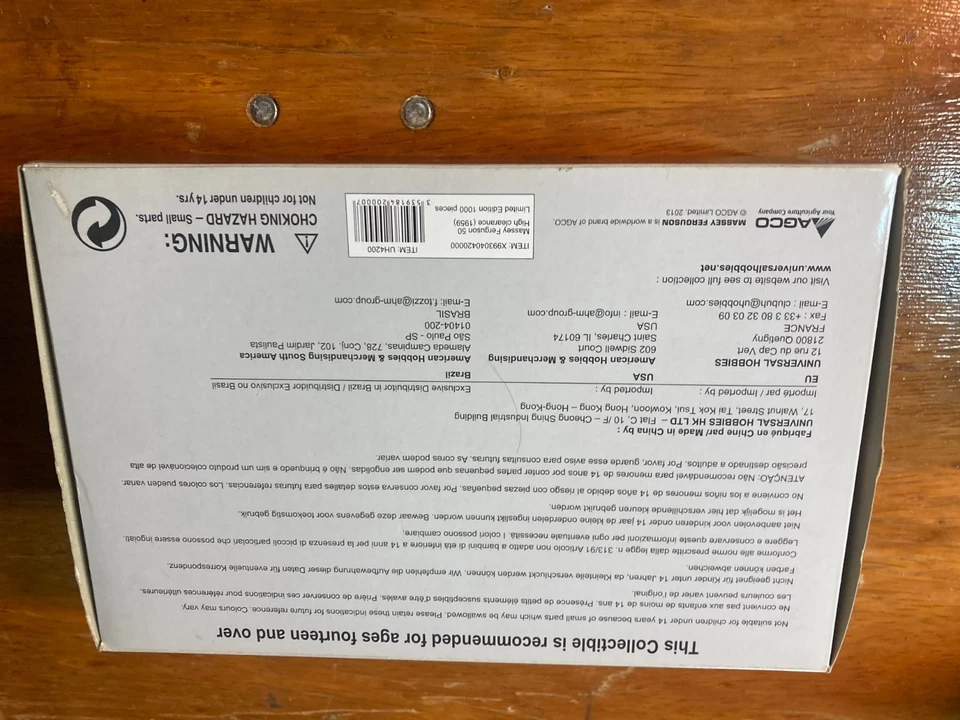 This Collectible is recommended for ages fourteen and over
Not suitable for children under 14 years because of small parts which may be swallowed. Please retain these indications for future reference. Colours may vary.
Ne convient pas aux enfants de moins de 14 ans. Présence de petits éléments susceptibles d'être avalés. Prière de conserver ces indications pour références ultérieures.
Les couleurs peuvent varier de l'original.
Nicht geeignet für kinder unter 14 Jahren, da Kleinteile verschluckt werden können. Wir empfehlen die Aufbewahrung dieser Daten für eventuelle Korrespondenz.
Farben können abweichen.
Conforme alle norme prescritte dalla legge n. 313/91 Articolo non adatto a bambini di eta inferiore a 14 anni per la presenza di piccoli particolari che possono essere ingoiati.
Leggere e conservare queste informazioni per ogni eventuale necessità. I colori possono cambiare.
Niet aanbevolen voor kinderen onder 14 jaar de kleine onderdelen ingeslikt kunnen worden. Bewaar deze gegevens voor toekomstig gebruik.
Het is mogelijk dat hier verschillende kleuren gebruikt worden.
No conviene a los niños menores de 14 años debido al riesgo con piezas pequeñas. Por favor conserva estos detalles para futuras referencias. Los colores pueden variar.
ATENÇÃO: Não recomendável para menores de 14 anos por conter partes pequenas que podem ser engolidas. Não é brinquedo e sim um produto colecionável de alta
precisão destinado a adultos. Por favor, guarde esse aviso para consultas futuras. As cores podem variar.
Fabriqué en Chine par/ Made in China by :
UNIVERSAL HOBBIES HK LTD – Flat C, 10 /F – Cheong Shing Industrial Building
17, Walnut Street, Tai Kok Tsui, Kowloon, Hong Kong – Hong-Kong
Importé par / Imported by :
EU
UNIVERSAL HOBBIES
12 rue du Cap Vert
21800 Quetigny
FRANCE
Fax : +33 3 80 32 03 09
E-mail : clubuh@uhobbies.com
Imported by :
USA
American Hobbies & Merchandising
602 Sidwell Court
Saint Charles, IL 60174
USA
E-mail : info@ahm-group.com
Exclusive Distributor in Brazil / Distribuidor Exclusivo no Brasil
Brazil
American Hobbies & Merchandising South America
Alameda Campinas, 728, Conj. 102, Jardim Paulista
São Paulo - SP
01404-200
BRASIL
E-mail: f.tozzi@ahm-group.com
Visit our website to see full collection :
www.universalhobbies.net
AGCO
Your Agriculture Company
MASSEY FERGUSON is a worldwide brand of AGCO.
© AGCO Limited, 2013
ITEM: X993040420000
ITEM: UH4200
Massey Ferguson 50
High clearance (1959)
Limited Edition 1000 pieces
3 539184 200007
WARNING:
CHOKING HAZARD – Small parts.
Not for children under 14 yrs.